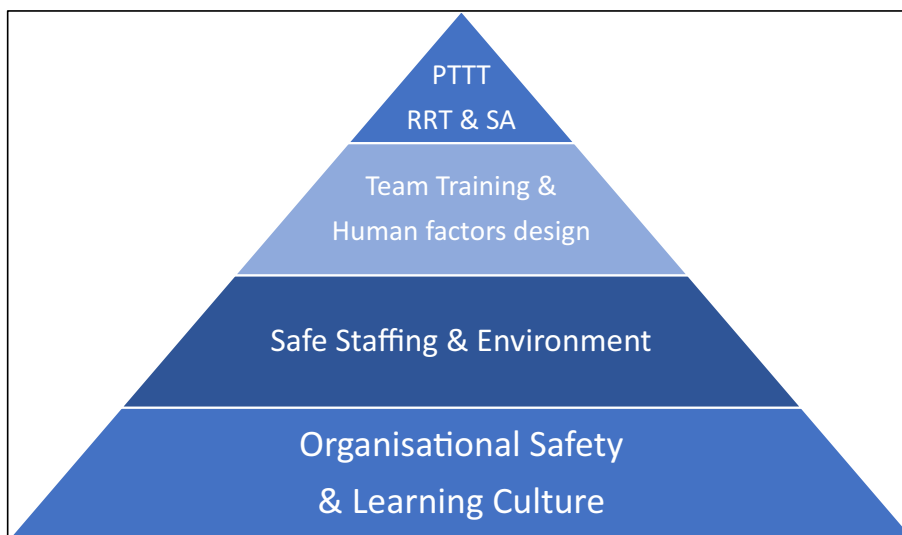 PTTT
RRT & SA
Team Training &
Human factors design
Safe Staffing & Environment
Organisational Safety
& Learning Culture